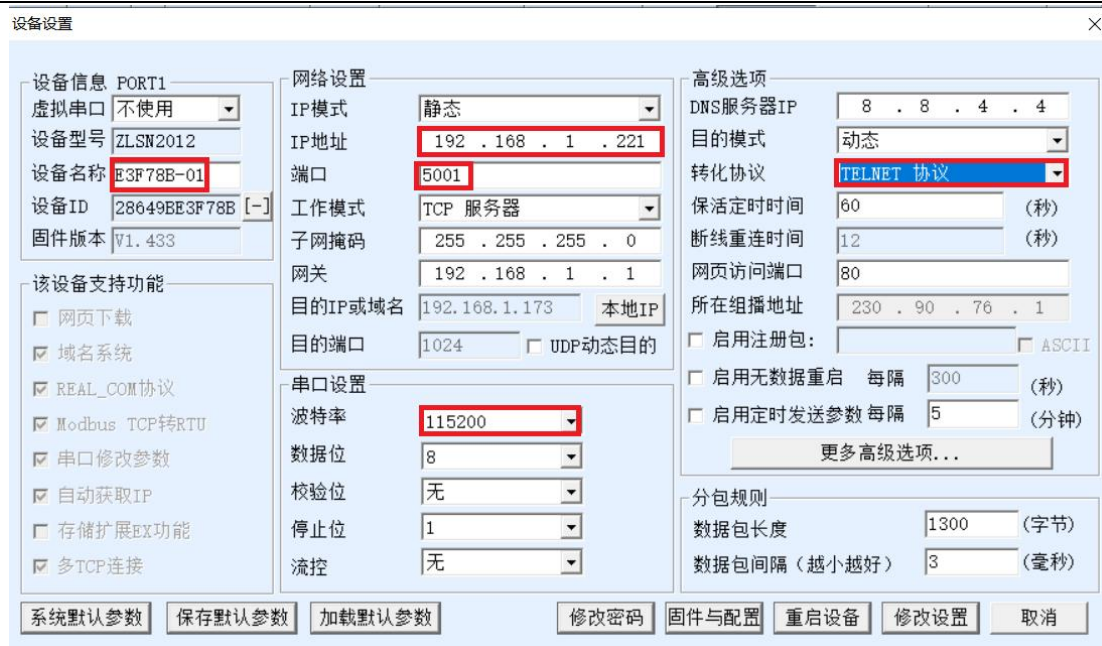 设备设置
设备信息 PORT1
虚拟串口 不使用
设备型号 ZLSN2012
设备名称 E3F78B-01
设备ID 28649BE3F78B [-]
固件版本 V1.433
该设备支持功能
网页下载
域名系统
REAL_COM协议
Modbus TCP转RTU
串口修改参数
自动获取IP
存储扩展EX功能
多TCP连接
网络设置
IP模式 静态
IP地址 192 . 168 . 1 . 221
端口 5001
工作模式 TCP 服务器
子网掩码 255 . 255 . 255 . 0
网关 192 . 168 . 1 . 1
目的IP或域名 192.168.1.173 本地IP
目的端口 1024 UDP动态目的
串口设置
波特率 115200
数据位 8
校验位 无
停止位 1
流控 无
高级选项
DNS服务器IP 8 . 8 . 4 . 4
目的模式 动态
转化协议 TELNET 协议
保活定时时间 60 (秒)
断线重连时间 12 (秒)
网页访问端口 80
所在组播地址 230 . 90 . 76 . 1
启用注册包: ASCII
启用无数据重启 每隔 300 (秒)
启用定时发送参数 每隔 5 (分钟)
更多高级选项...
分包规则
数据包长度 1300 (字节)
数据包间隔（越小越好） 3 (毫秒)
系统默认参数 保存默认参数 加载默认参数 修改密码 固件与配置 重启设备 修改设置 取消